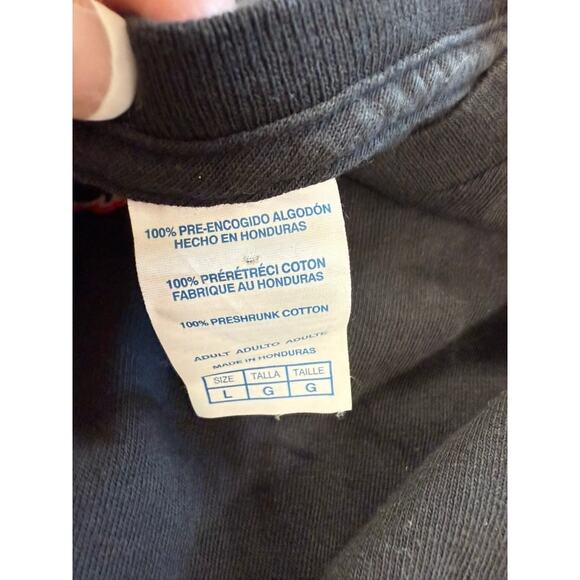 100% PRE-ENCOGIDO ALGODÓN
HECHO EN HONDURAS
100% PRÉRÉTRÉCI COTON
FABRIQUE AU HONDURAS
100% PRESHRUNK COTTON
ADULT ADULTO ADULTE
MADE IN HONDURAS
SIZE TALLA TAILLE
L G G